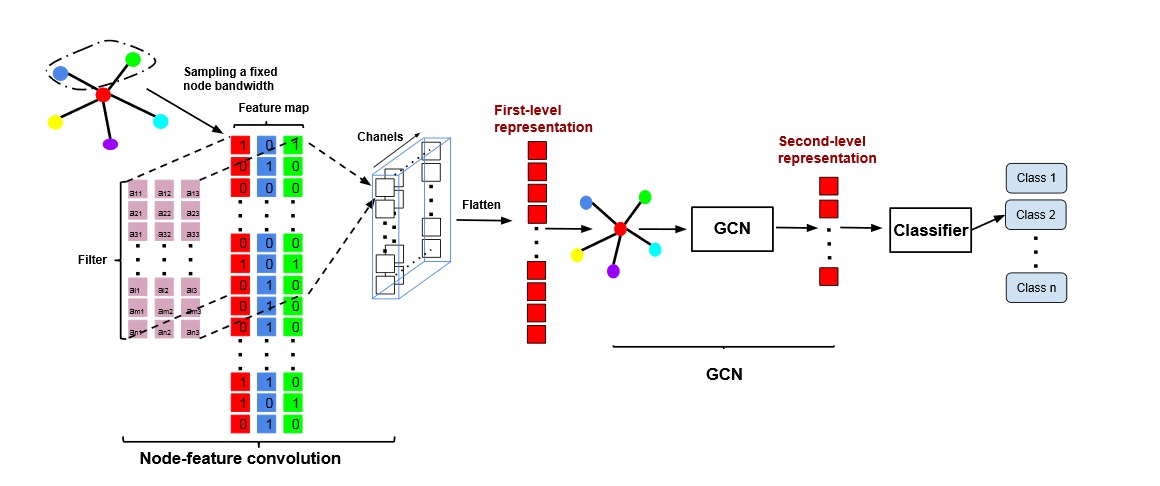 Sampling a fixed
node bandwidth
Feature map
1 0 1
0 1 0
0 0 0
0 0 0
0 0 1
0 1 0
0 1 0
0 1 0
1 1 0
1 0 1
0 1 0
Filter
a11 a12 a13
a21 a22 a23
a31 a32 a33
al1 al2 al3
am1 am2 am3
an1 an2 an3
Node-feature convolution
Chanels
Flatten
First-level
representation
GCN
GCN
Second-level
representation
Classifier
Class 1
Class 2
Class n